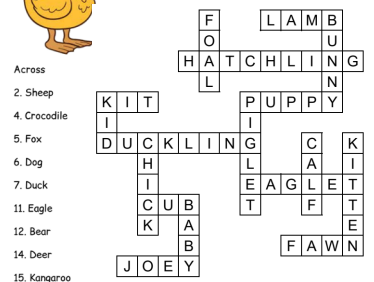 F L A M B
O U
H A T C H L I N G
L N
K I T P U P P Y
I I
D U C K L I N G C K
H L A I
I E A G L E T
C U B T F T
K A E
B F A W N
J O E Y
Across
2. Sheep
4. Crocodile
5. Fox
6. Dog
7. Duck
11. Eagle
12. Bear
14. Deer
15. Kangaroo